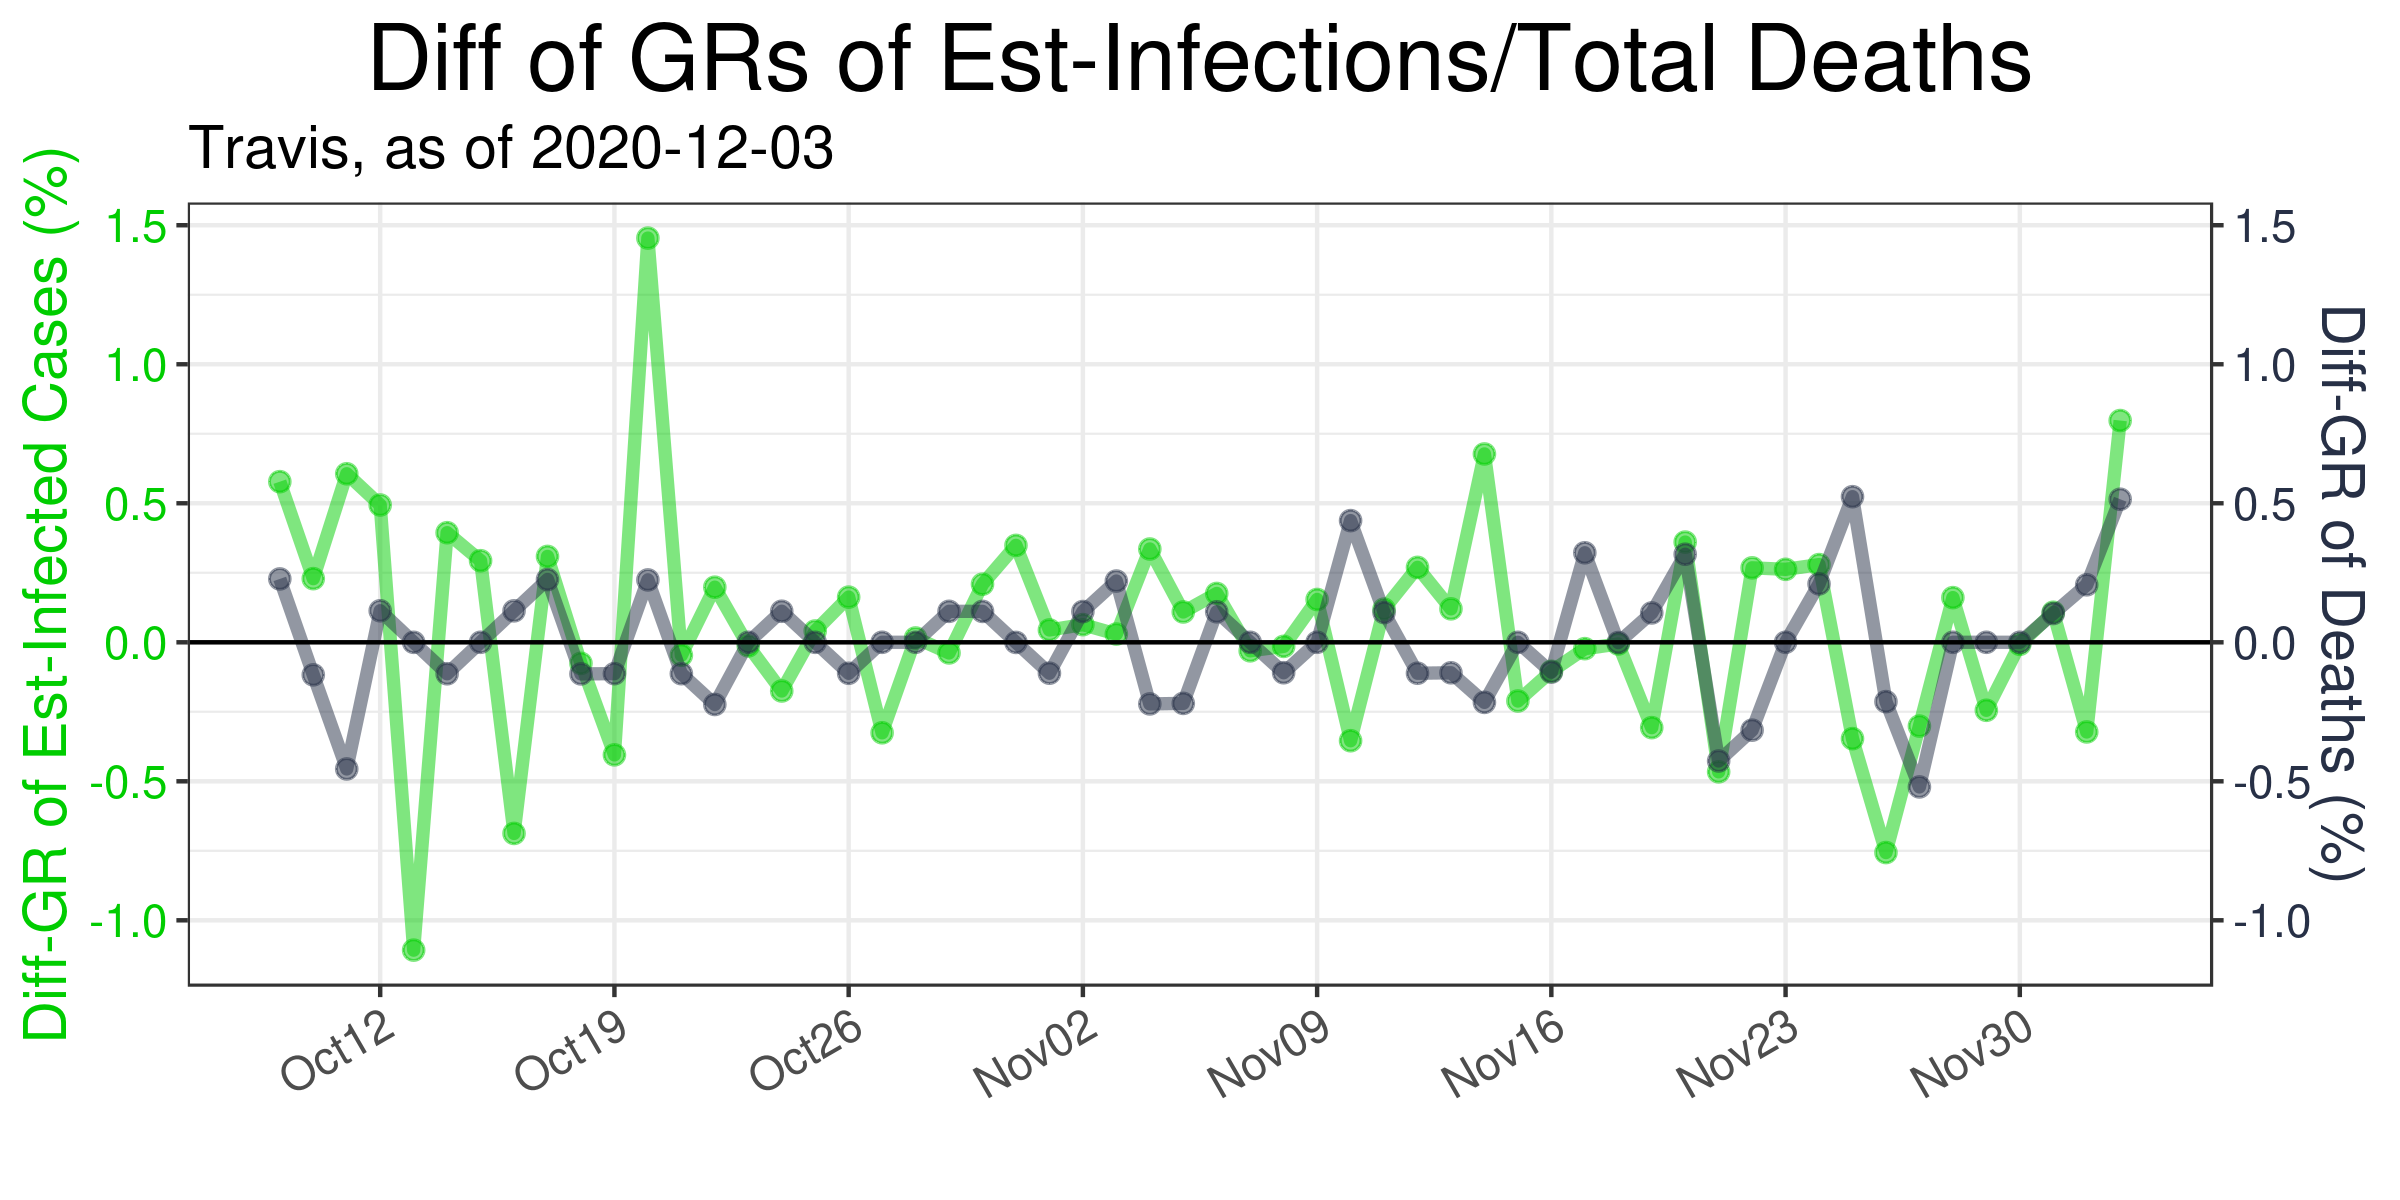 Diff of GRs of Est-Infections/Total Deaths
Travis, as of 2020-12-03
Diff-GR of Est-Infected Cases (%)
1.5
1.0
0.5
0.0
-0.5
-1.0
1.5
1.0
0.5
0.0
-0.5
-1.0
Diff-GR of Deaths (%)
Oct12
Oct19
Oct26
Nov02
Nov09
Nov16
Nov23
Nov30